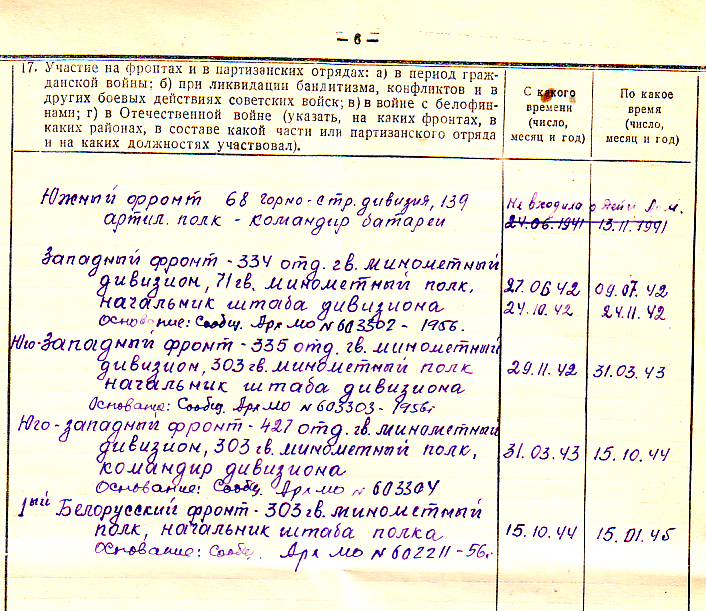 — 6 —
17. Участие на фронтах и в партизанских отрядах: а) в период граж-
данской войны; б) при ликвидации бандитизма, конфликтов и в
других боевых действиях советских войск; в) в войне с белофин-
нами; г) в Отечественной войне (указать, на каких фронтах, в
каких районах, в составе какой части или партизанского отряда
и на каких должностях участвовал).
С какого
времени
(число,
месяц и год)
По какое
время
(число,
месяц и год)
Южный фронт 68 горно-стр. дивизия, 139
артил. полк - командир батареи
Не входила
24.06.1941 13.11.1941
Западный фронт - 334 отд. гв. минометный
дивизион, 71 гв. минометный полк,
начальник штаба дивизиона
27.06 42 09.07.42
24.10.42 24.11.42
Основание: Сообщ. Арх МО N 603302 - 1956.
Юго-Западный фронт - 335 отд. гв. минометный
дивизион, 303 гв. минометный полк
начальник штаба дивизиона
29.11.42 31.03.43
Основание: Сообщ. Арх МО N 603303 - 1956г
Юго-западный фронт - 427 отд. гв. минометный
дивизион, 303 гв. минометный полк,
командир дивизиона
31.03.43 15.10.44
Основание: Сообщ. Арх МО N 603304
1ый Белорусский фронт - 303 гв. минометный
полк, начальник штаба полка
15.10.44 15.01.45
Основание: Сообщ. Арх МО N 602211 - 56г